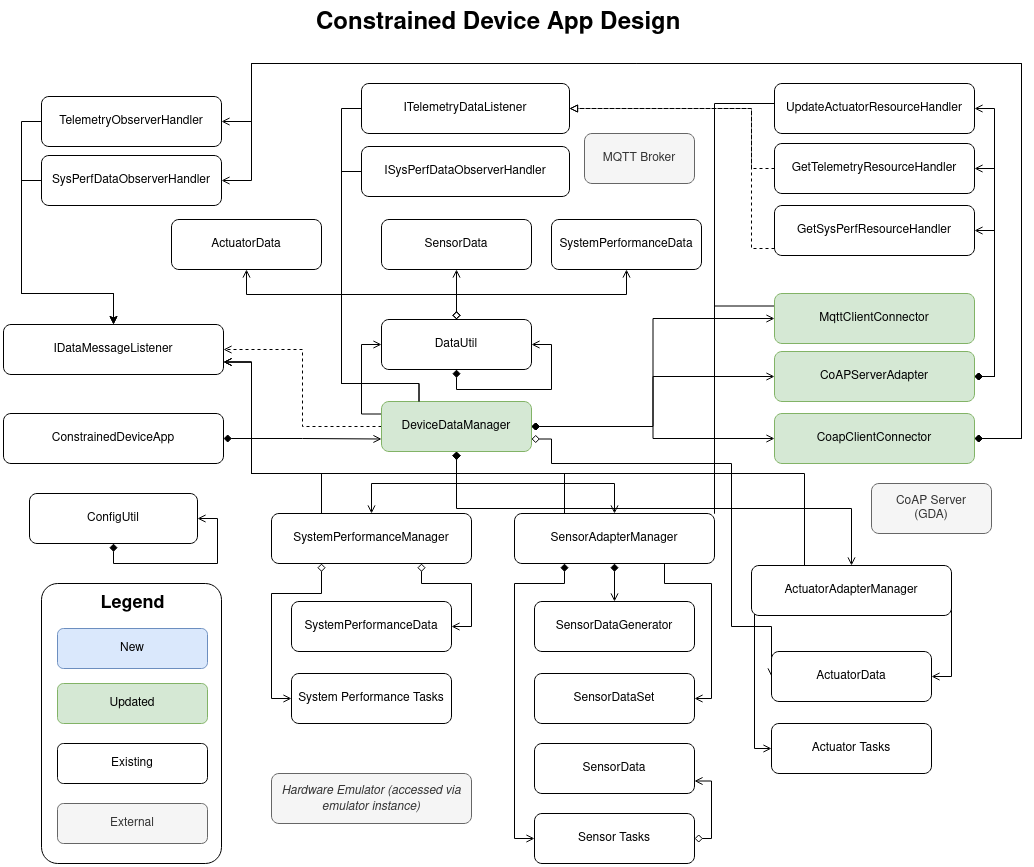 Constrained Device App Design
TelemetryObserverHandler
SysPerfDataObserverHandler
ITelemetryDataListener
ISysPerfDataObserverHandler
MQTT Broker
UpdateActuatorResourceHandler
GetTelemetryResourceHandler
GetSysPerfResourceHandler
ActuatorData
SensorData
SystemPerformanceData
IDataMessageListener
DataUtil
MqttClientConnector
CoAPServerAdapter
CoapClientConnector
ConstrainedDeviceApp
DeviceDataManager
ConfigUtil
CoAP Server
(GDA)
SystemPerformanceManager
SensorAdapterManager
ActuatorAdapterManager
SystemPerformanceData
System Performance Tasks
SensorDataGenerator
SensorDataSet
SensorData
Sensor Tasks
ActuatorData
Actuator Tasks
Hardware Emulator (accessed via
emulator instance)
Legend
New
Updated
Existing
External